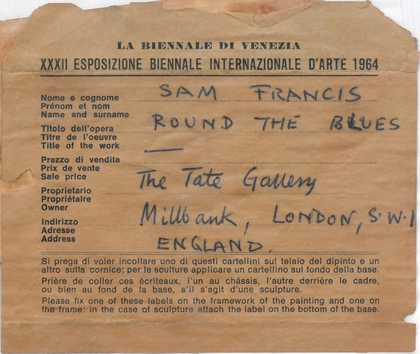 LA BIENNALE DI VENEZIA
XXXII ESPOSIZIONE BIENNALE INTERNAZIONALE D'ARTE 1964
Nome e cognome
Prénom et nom
Name and surname
SAM FRANCIS
Titolo dell'opera
Titre de l'oeuvre
Title of the work
ROUND THE BLUES
Prezzo di vendita
Prix de vente
Sale price
—
Proprietario
Propriétaire
Owner
The Tate Gallery
Indirizzo
Adresse
Address
Millbank, LONDON, S.W.1
ENGLAND.
Si prega di voler incollare uno di questi cartellini sul telaio del dipinto e un
altro sulla cornice; per le sculture applicare un cartellino sul fondo della base.
Prière de coller ces écriteaux, l'un au châssis, l'autre derrière le cadre,
ou bien au fond de la base, s'il s'agit d'une sculpture.
Please fix one of these labels on the framework of the painting and one on
the frame: in the case of sculpture attach the label on the bottom of the base.